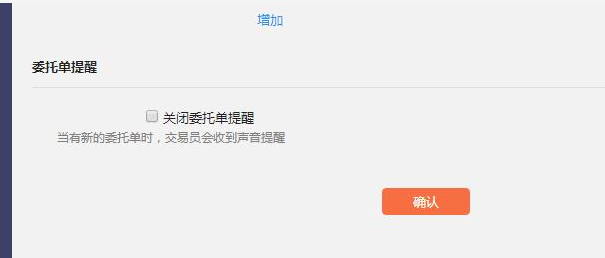 增加
委托单提醒
关闭委托单提醒
当有新的委托单时，交易员会收到声音提醒
确认